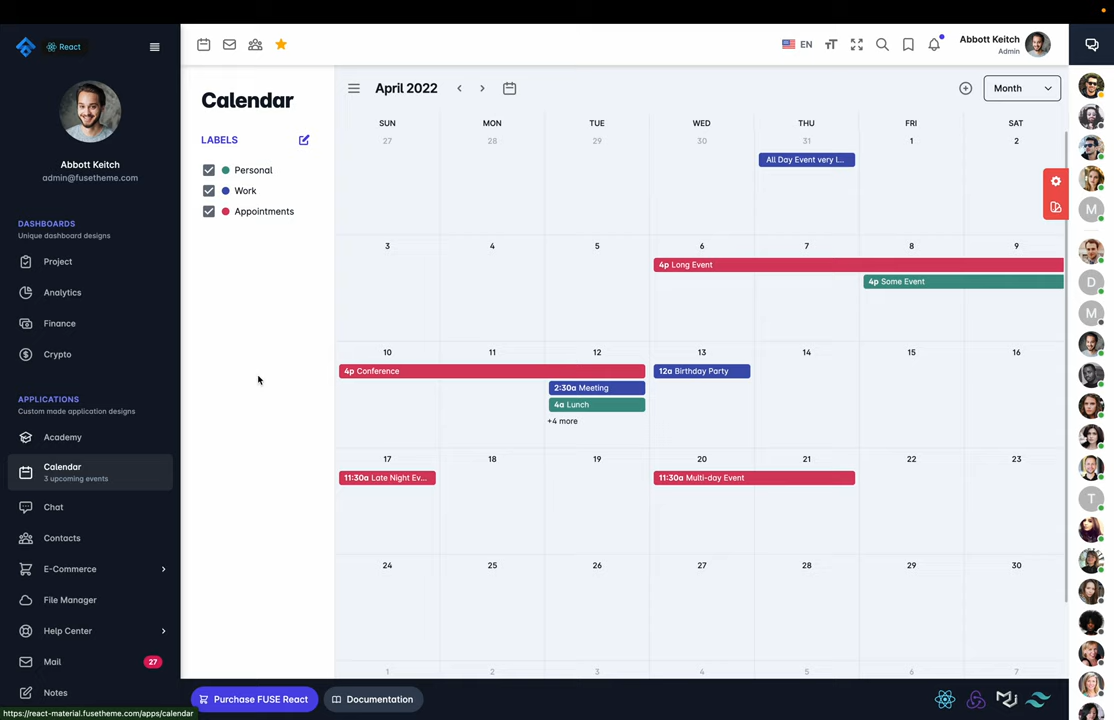 React
Abbott Keitch
admin@fusetheme.com
DASHBOARDS
Unique dashboard designs
Project
Analytics
Finance
Crypto
APPLICATIONS
Custom made application designs
Academy
Calendar
3 upcoming events
Chat
Contacts
E-Commerce
File Manager
Help Center
Mail
27
Notes
https://react-material.fusetheme.com/apps/calendar
EN
Abbott Keitch
Admin
Calendar
LABELS
Personal
Work
Appointments
April 2022
Month
SUN MON TUE WED THU FRI SAT
27 28 29 30 31 1 2
All Day Event very l...
3 4 5 6 7 8 9
4p Long Event
4p Some Event
10 11 12 13 14 15 16
4p Conference
12a Birthday Party
2:30a Meeting
4a Lunch
+4 more
17 18 19 20 21 22 23
11:30a Late Night Ev...
11:30a Multi-day Event
24 25 26 27 28 29 30
1 2 3 4 5 6 7
Purchase FUSE React
Documentation
M
D
M
T